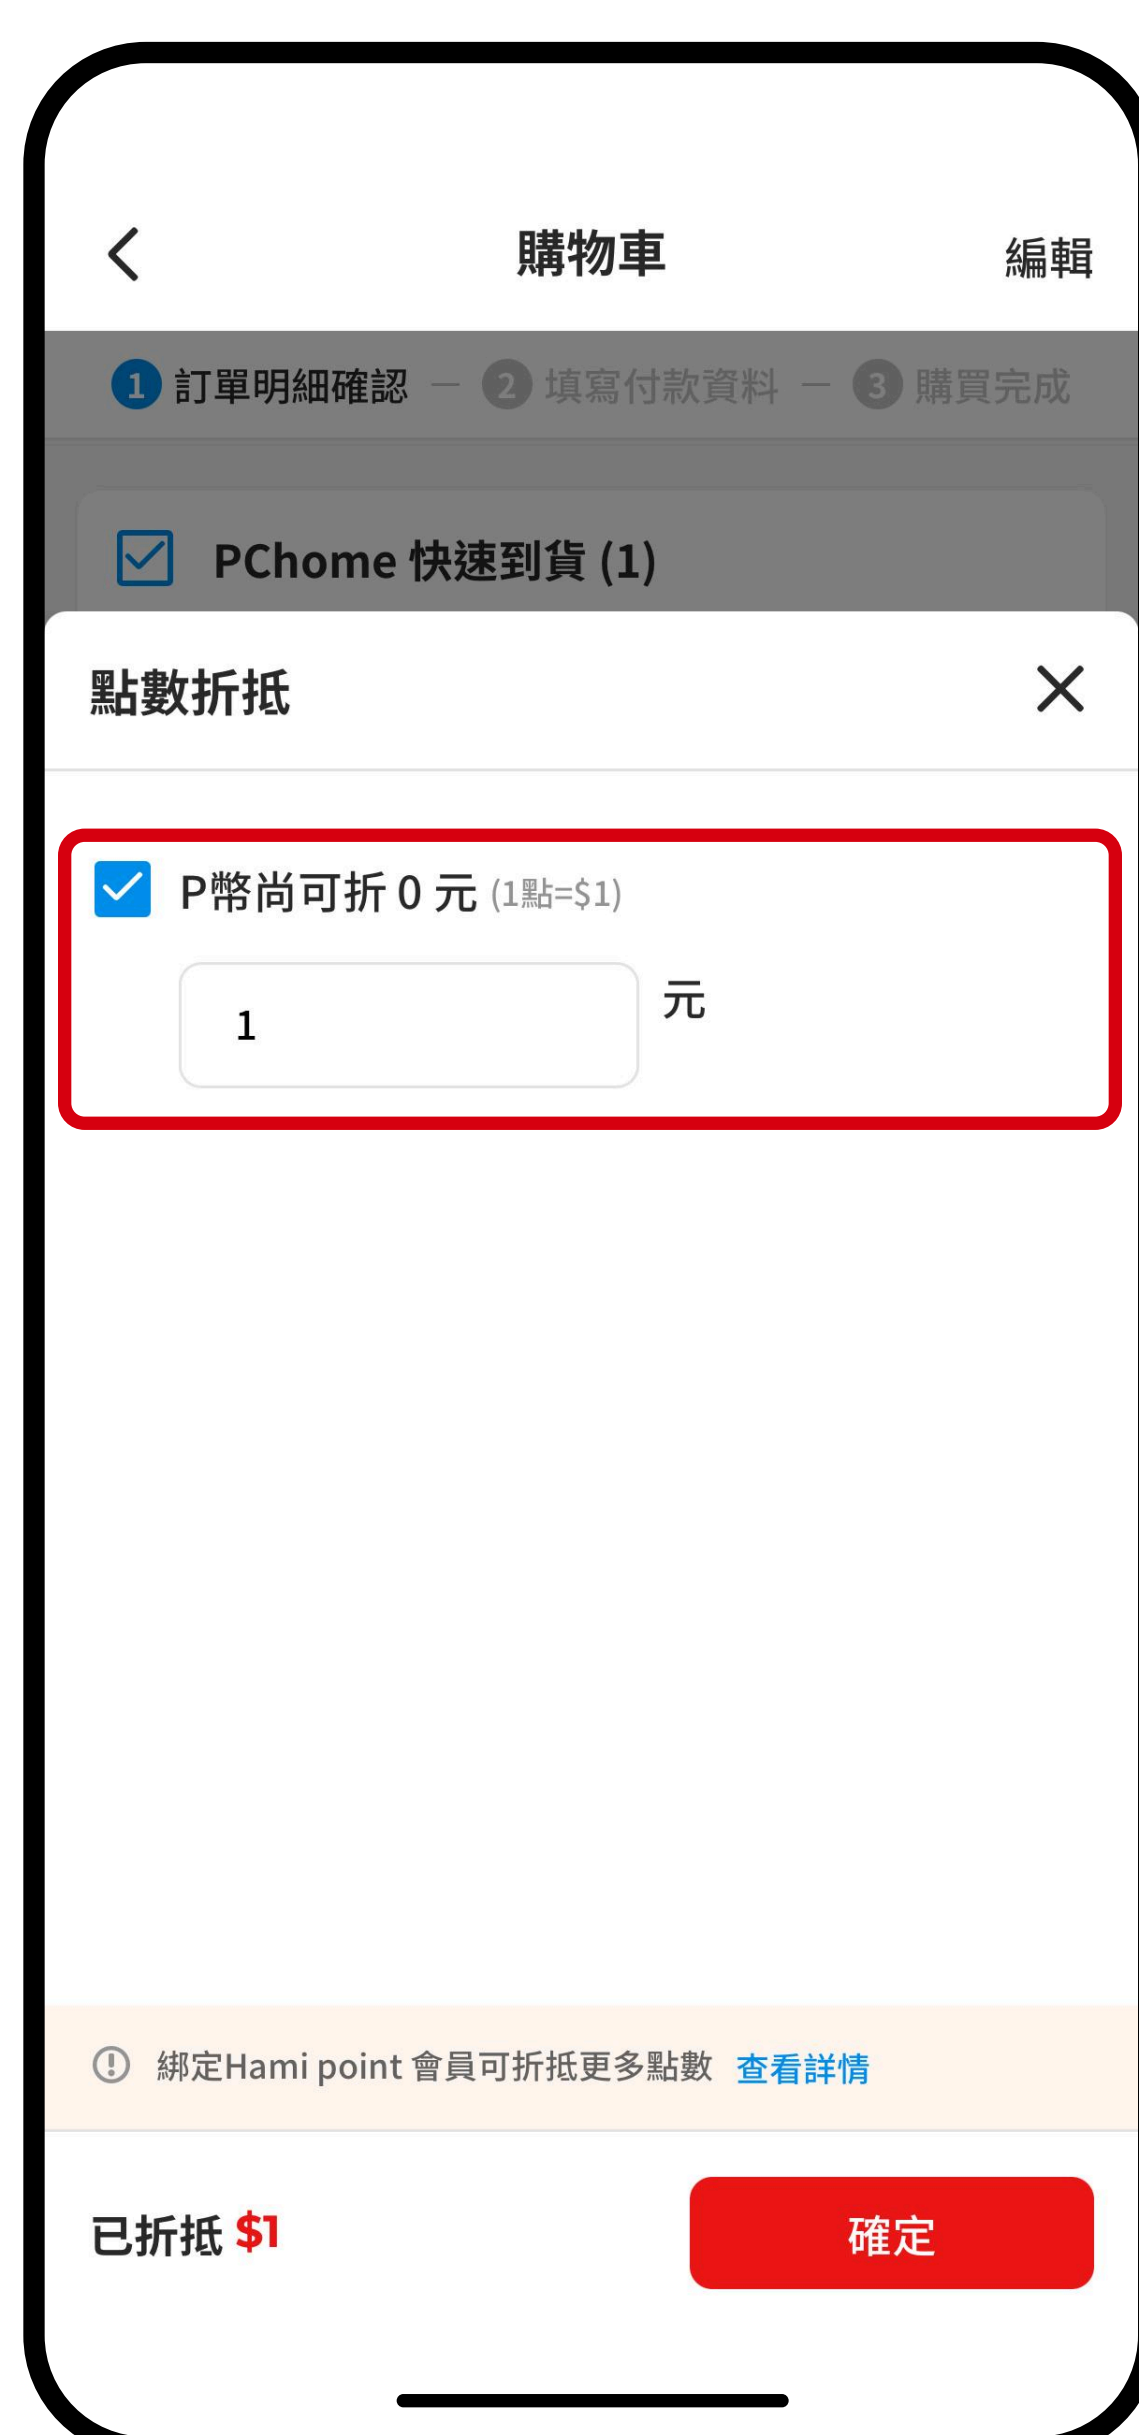 購物車
編輯
1 訂單明細確認 – 2 填寫付款資料 – 3 購買完成
PChome 快速到貨 (1)
點數折抵
P幣尚可折 0 元 (1點=$1)
1 元
綁定Hami point 會員可折抵更多點數 查看詳情
已折抵 $1
確定